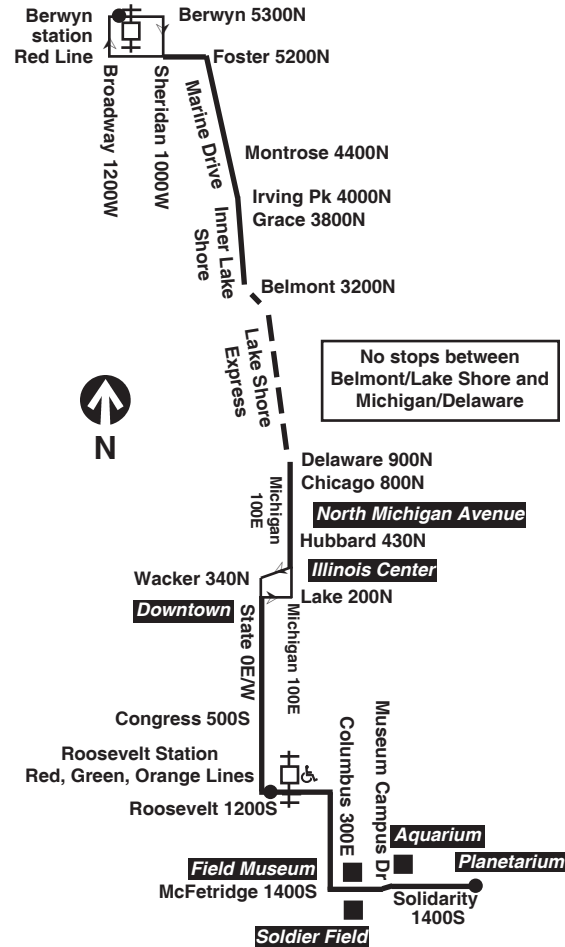 Berwyn
station
Red Line
Berwyn 5300N
Foster 5200N
Broadway 1200W
Sheridan 1000W
Marine Drive
Montrose 4400N
Irving Pk 4000N
Grace 3800N
Inner Lake
Shore
Belmont 3200N
Lake Shore
Express
No stops between
Belmont/Lake Shore and
Michigan/Delaware
N
Delaware 900N
Chicago 800N
Michigan
100E
North Michigan Avenue
Hubbard 430N
Illinois Center
Wacker 340N
Lake 200N
Downtown
State 0E/W
Michigan 100E
Congress 500S
Roosevelt Station
Red, Green, Orange Lines
Roosevelt 1200S
Columbus 300E
Museum Campus Dr
Aquarium
Planetarium
Field Museum
McFetridge 1400S
Solidarity
1400S
Soldier Field